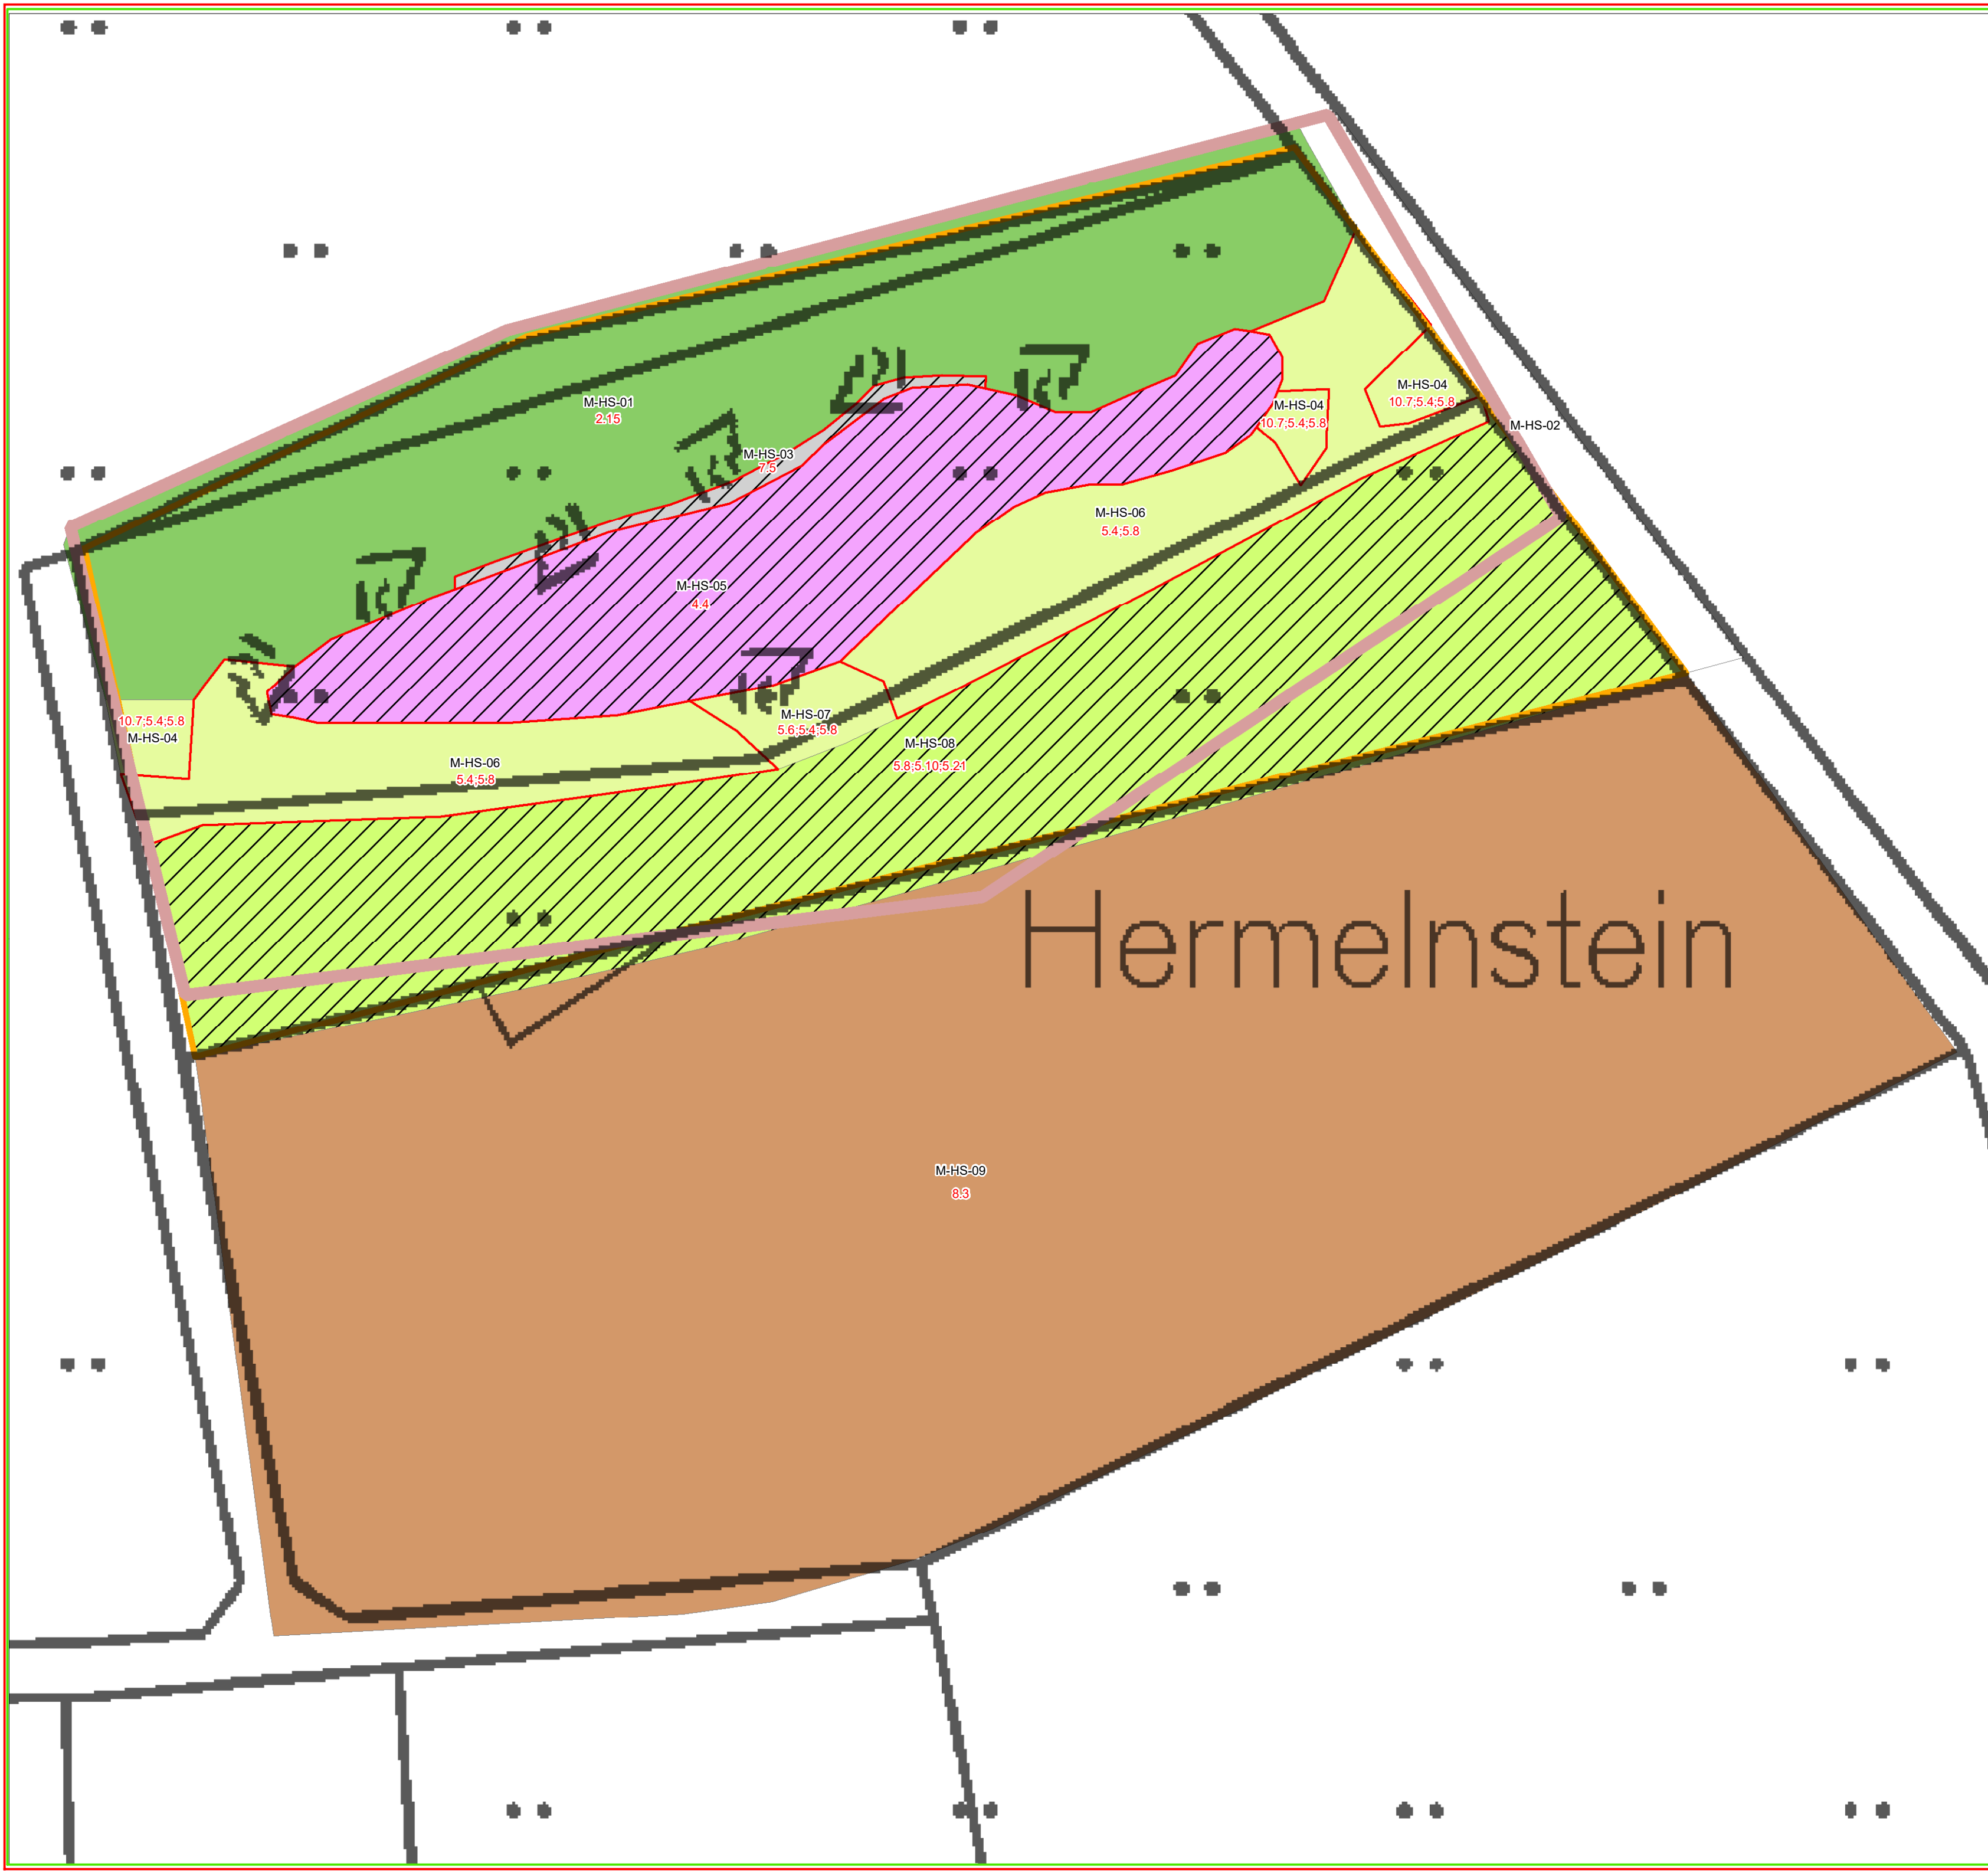 M-HS-01
2.15
M-HS-04
10.7;5.4;5.8
M-HS-04
10.7;5.4;5.8
M-HS-02
M-HS-03
7.5
M-HS-06
5.4;5.8
M-HS-05
4.4
10.7;5.4;5.8
M-HS-04
M-HS-07
5.6;5.4;5.8
M-HS-08
5.8;5.10;5.21
M-HS-06
5.4;5.8
Hermelnstein
M-HS-09
8.3